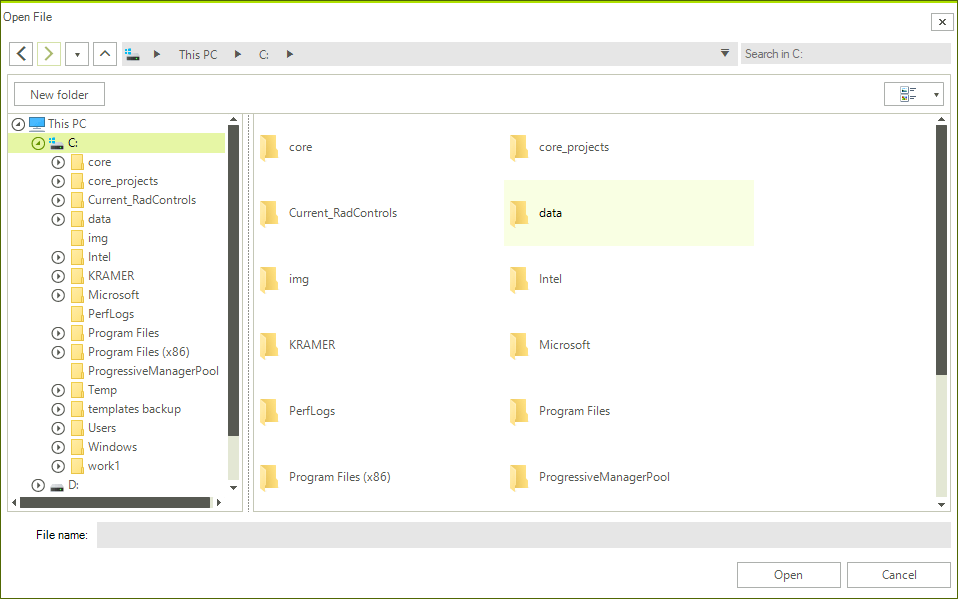 Open File
This PC C: Search in C:
New folder
This PC
C:
core
core_projects
Current_RadControls
data
img
Intel
KRAMER
Microsoft
PerfLogs
Program Files
Program Files (x86)
ProgressiveManagerPool
Temp
templates backup
Users
Windows
work1
D:
core core_projects
Current_RadControls data
img Intel
KRAMER Microsoft
PerfLogs Program Files
Program Files (x86) ProgressiveManagerPool
File name:
Open Cancel